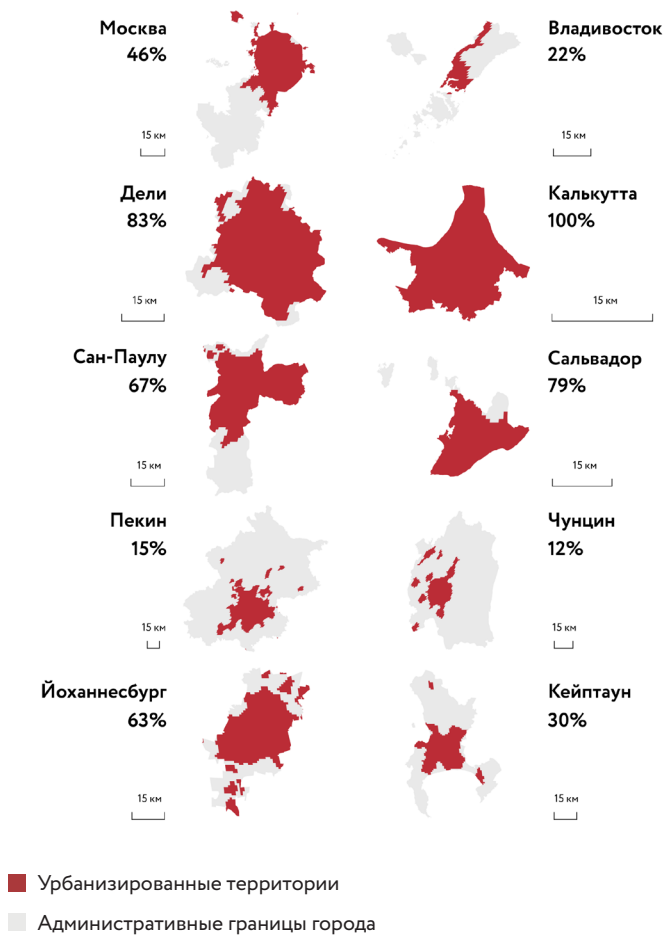 Москва
46%
15 км
Владивосток
22%
15 км
Дели
83%
15 км
Калькутта
100%
15 км
Сан-Паулу
67%
15 км
Сальвадор
79%
15 км
Пекин
15%
15 км
Чунцин
12%
15 км
Йоханнесбург
63%
15 км
Кейптаун
30%
15 км
Урбанизированные территории
Административные границы города